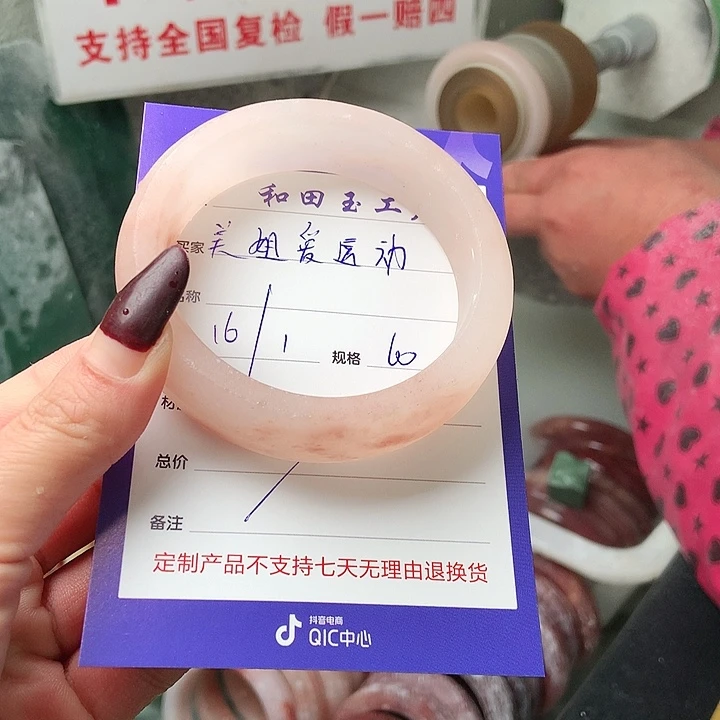 支持全国复检 假一赔四
和田玉工
买家 美姐爱运动
名称
16/1 规格 60
材
总价
备注
定制产品不支持七天无理由退换货
抖音电商
QIC中心